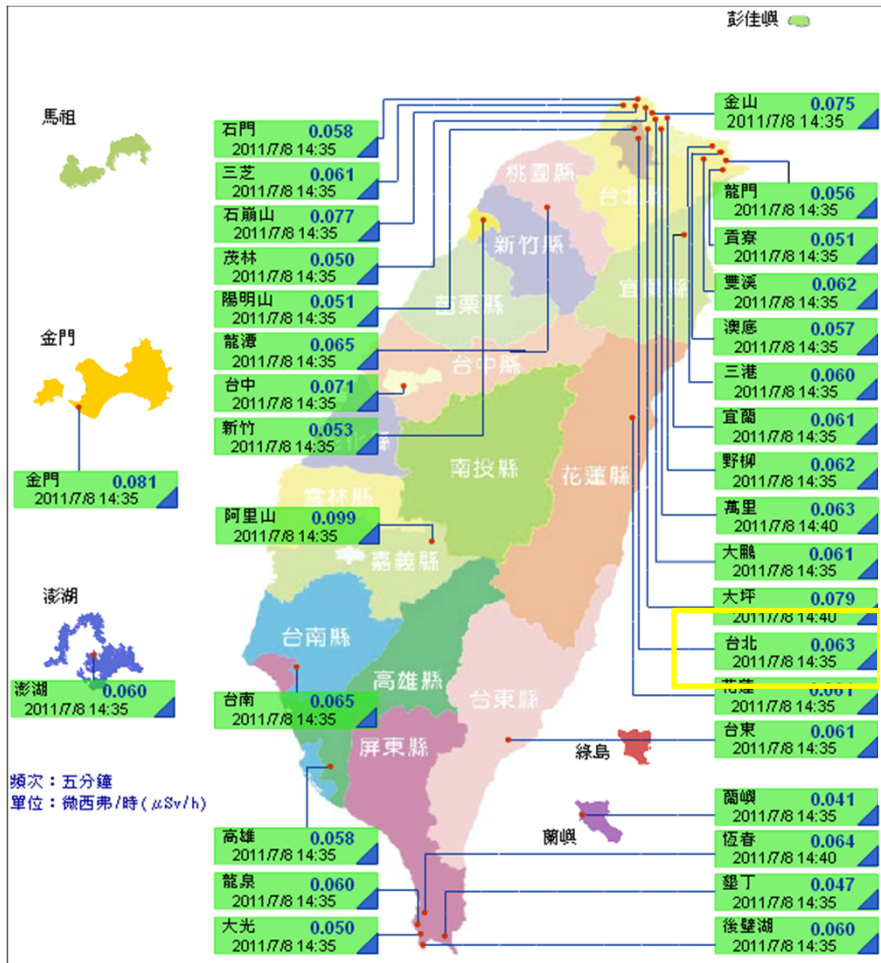 彭佳嶼
馬祖
金門
澎湖
石門 0.058
2011/7/8 14:35
三芝 0.061
2011/7/8 14:35
石崩山 0.077
2011/7/8 14:35
茂林 0.050
2011/7/8 14:35
陽明山 0.051
2011/7/8 14:35
龍潭 0.065
2011/7/8 14:35
台中 0.071
2011/7/8 14:35
新竹 0.053
2011/7/8 14:35
金門 0.081
2011/7/8 14:35
阿里山 0.099
2011/7/8 14:35
澎湖 0.060
2011/7/8 14:35
台南 0.065
2011/7/8 14:35
頻次：五分鐘
單位：微西弗/時(μSv/h)
高雄 0.058
2011/7/8 14:35
龍泉 0.060
2011/7/8 14:35
大光 0.050
2011/7/8 14:35
桃園縣
台北縣
新竹縣
宜蘭縣
苗栗縣
台中縣
彰化縣
南投縣
花蓮縣
雲林縣
嘉義縣
台南縣
高雄縣
台東縣
屏東縣
綠島
蘭嶼
金山 0.075
2011/7/8 14:35
龍門 0.056
2011/7/8 14:35
貢寮 0.051
2011/7/8 14:35
雙溪 0.062
2011/7/8 14:35
澳底 0.057
2011/7/8 14:35
三港 0.060
2011/7/8 14:35
宜蘭 0.061
2011/7/8 14:35
野柳 0.062
2011/7/8 14:35
萬里 0.063
2011/7/8 14:40
大鵬 0.061
2011/7/8 14:35
大坪 0.079
2011/7/8 14:40
台北 0.063
2011/7/8 14:35
花蓮 0.061
2011/7/8 14:35
台東 0.061
2011/7/8 14:35
蘭嶼 0.041
2011/7/8 14:35
恆春 0.064
2011/7/8 14:40
墾丁 0.047
2011/7/8 14:35
後壁湖 0.060
2011/7/8 14:35